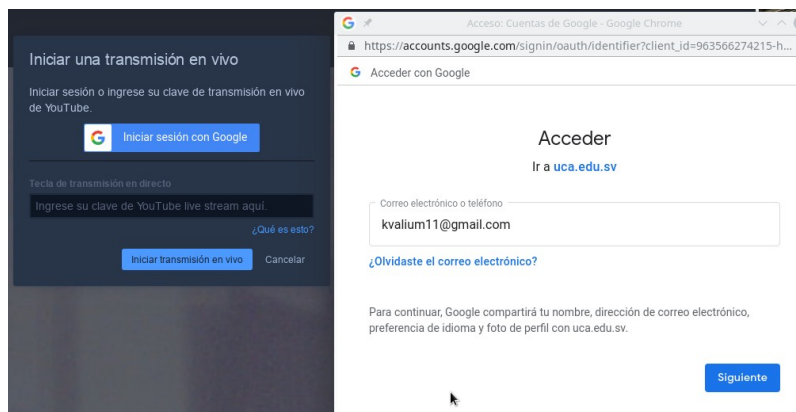 Iniciar una transmisión en vivo
Iniciar sesión o ingrese su clave de transmisión en vivo
de YouTube.
Iniciar sesión con Google
Tecla de transmisión en directo
Ingrese su clave de YouTube live stream aquí.
¿Qué es esto?
Iniciar transmisión en vivo Cancelar
Acceso: Cuentas de Google - Google Chrome
https://accounts.google.com/signin/oauth/identifier?client_id=963566274215-h...
Acceder con Google
Acceder
Ir a uca.edu.sv
Correo electrónico o teléfono
kvalium11@gmail.com
¿Olvidaste el correo electrónico?
Para continuar, Google compartirá tu nombre, dirección de correo electrónico,
preferencia de idioma y foto de perfil con uca.edu.sv.
Siguiente